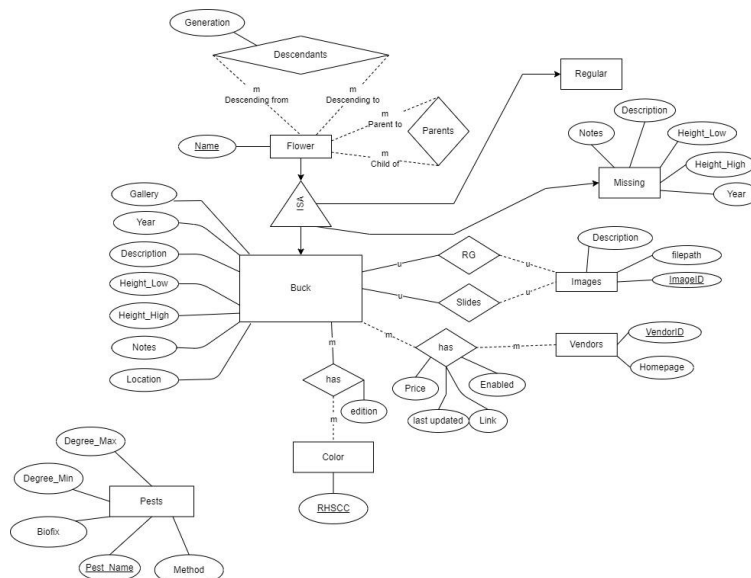 Generation
Descendants
Regular
m
Descending from
m
Descending to
m
Parent to
Parents
Description
Notes
Height_Low
Name
Flower
m
Child of
Height_High
Missing
Year
Gallery
ISA
Year
Description
RG
Description
filepath
u
u
Height_Low
Buck
Images
ImageID
Height_High
u
Slides
u
Notes
VendorID
m
has
m
Vendors
Location
m
Homepage
has
Price
Enabled
edition
last updated
Link
m
Degree_Max
Color
Degree_Min
Pests
RHSCC
Biofix
Pest_Name
Method